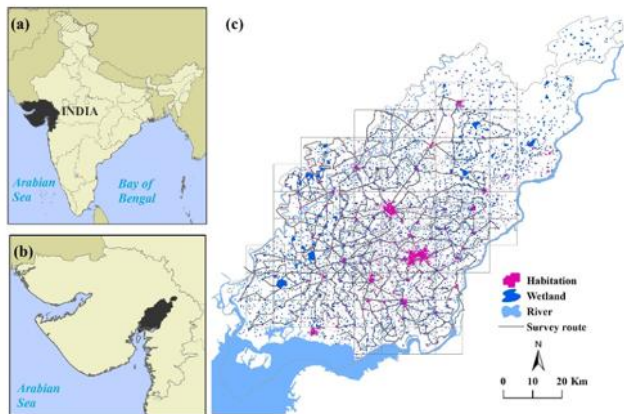 (a)
INDIA
Arabian
Sea
Bay of
Bengal
(b)
Arabian
Sea
(c)
Habitation
Wetland
River
Survey route
N
0 10 20 Km